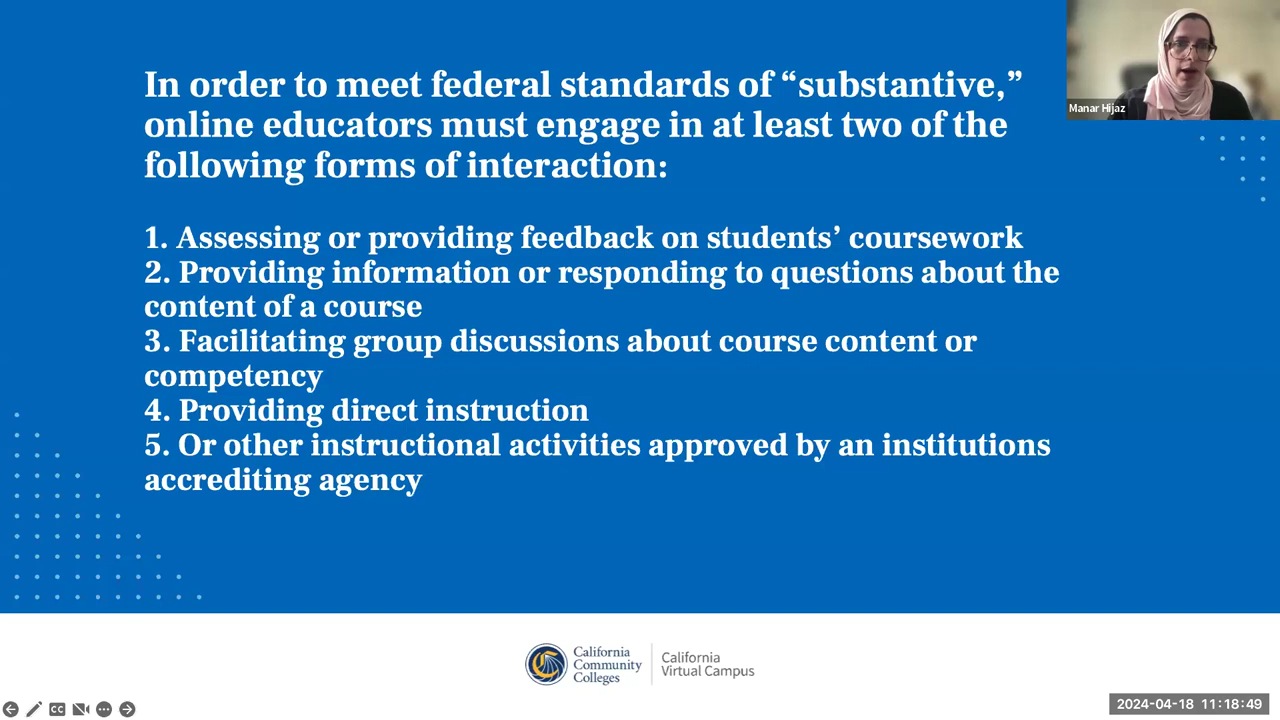 In order to meet federal standards of “substantive,”
online educators must engage in at least two of the
following forms of interaction:
1. Assessing or providing feedback on students’ coursework
2. Providing information or responding to questions about the
content of a course
3. Facilitating group discussions about course content or
competency
4. Providing direct instruction
5. Or other instructional activities approved by an institutions
accrediting agency
Manar Hijaz
California
Community
Colleges
California
Virtual Campus
CC
2024-04-18 11:18:49